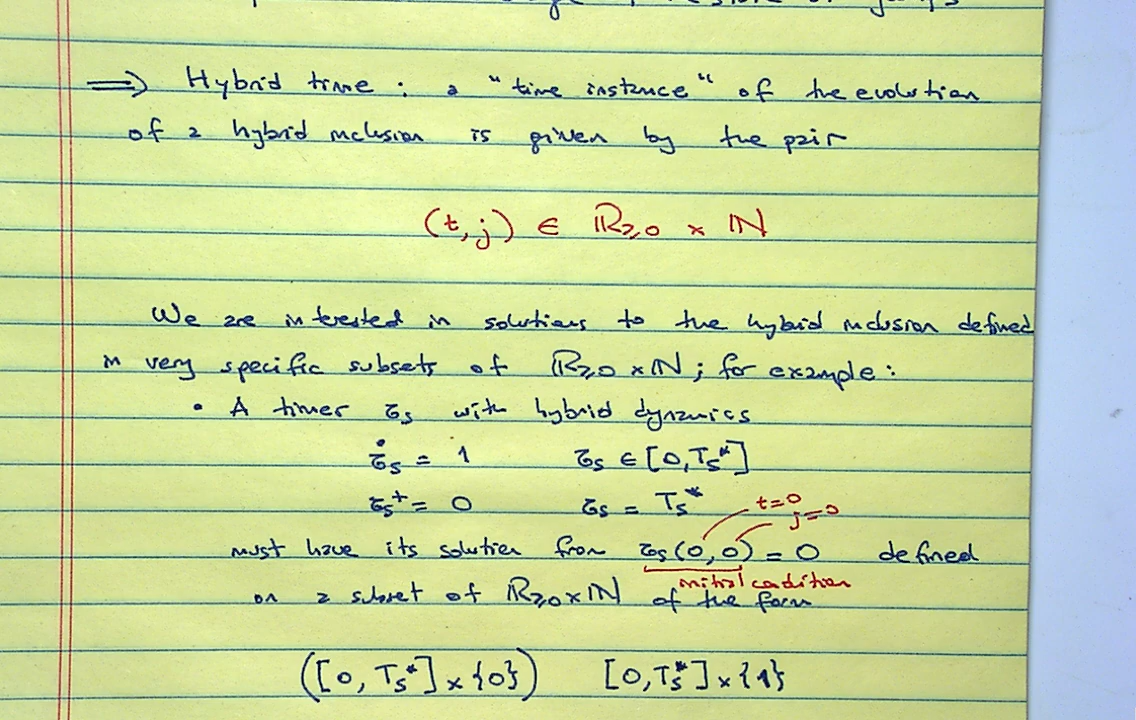 ⟹ Hybrid time : a "time instance" of the evolution
of a hybrid inclusion is given by the pair
(t,j) ∈ ℝ≥0 × ℕ
We are interested in solutions to the hybrid inclusion defined
in very specific subsets of ℝ≥0 × ℕ ; for example :
• A timer τs with hybrid dynamics
τ̇s = 1 τs ∈ [0,Ts*]
τs⁺ = 0 τs = Ts*
t=0
j=0
must have its solution from τs(0,0) = 0 defined
initial condition
on a subset of ℝ≥0×ℕ of the form
([0,Ts*] × {0}) [0,Ts*] × {1}